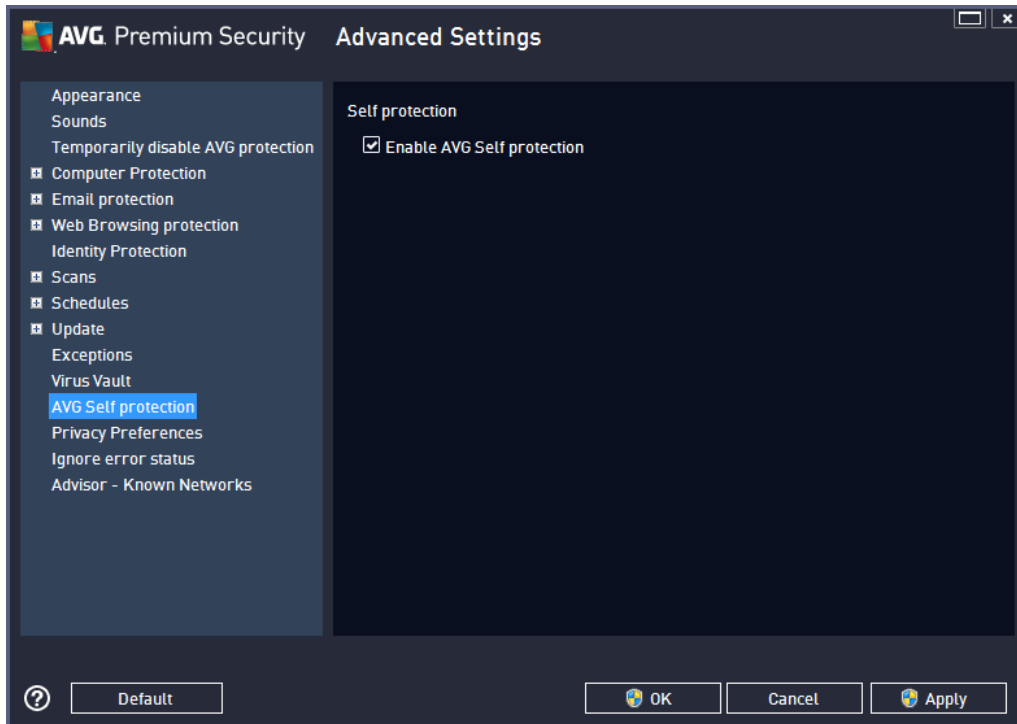 AVG. Premium Security Advanced Settings
Appearance
Sounds
Temporarily disable AVG protection
Computer Protection
Email protection
Web Browsing protection
Identity Protection
Scans
Schedules
Update
Exceptions
Virus Vault
AVG Self protection
Privacy Preferences
Ignore error status
Advisor - Known Networks
Self protection
Enable AVG Self protection
? Default OK Cancel Apply